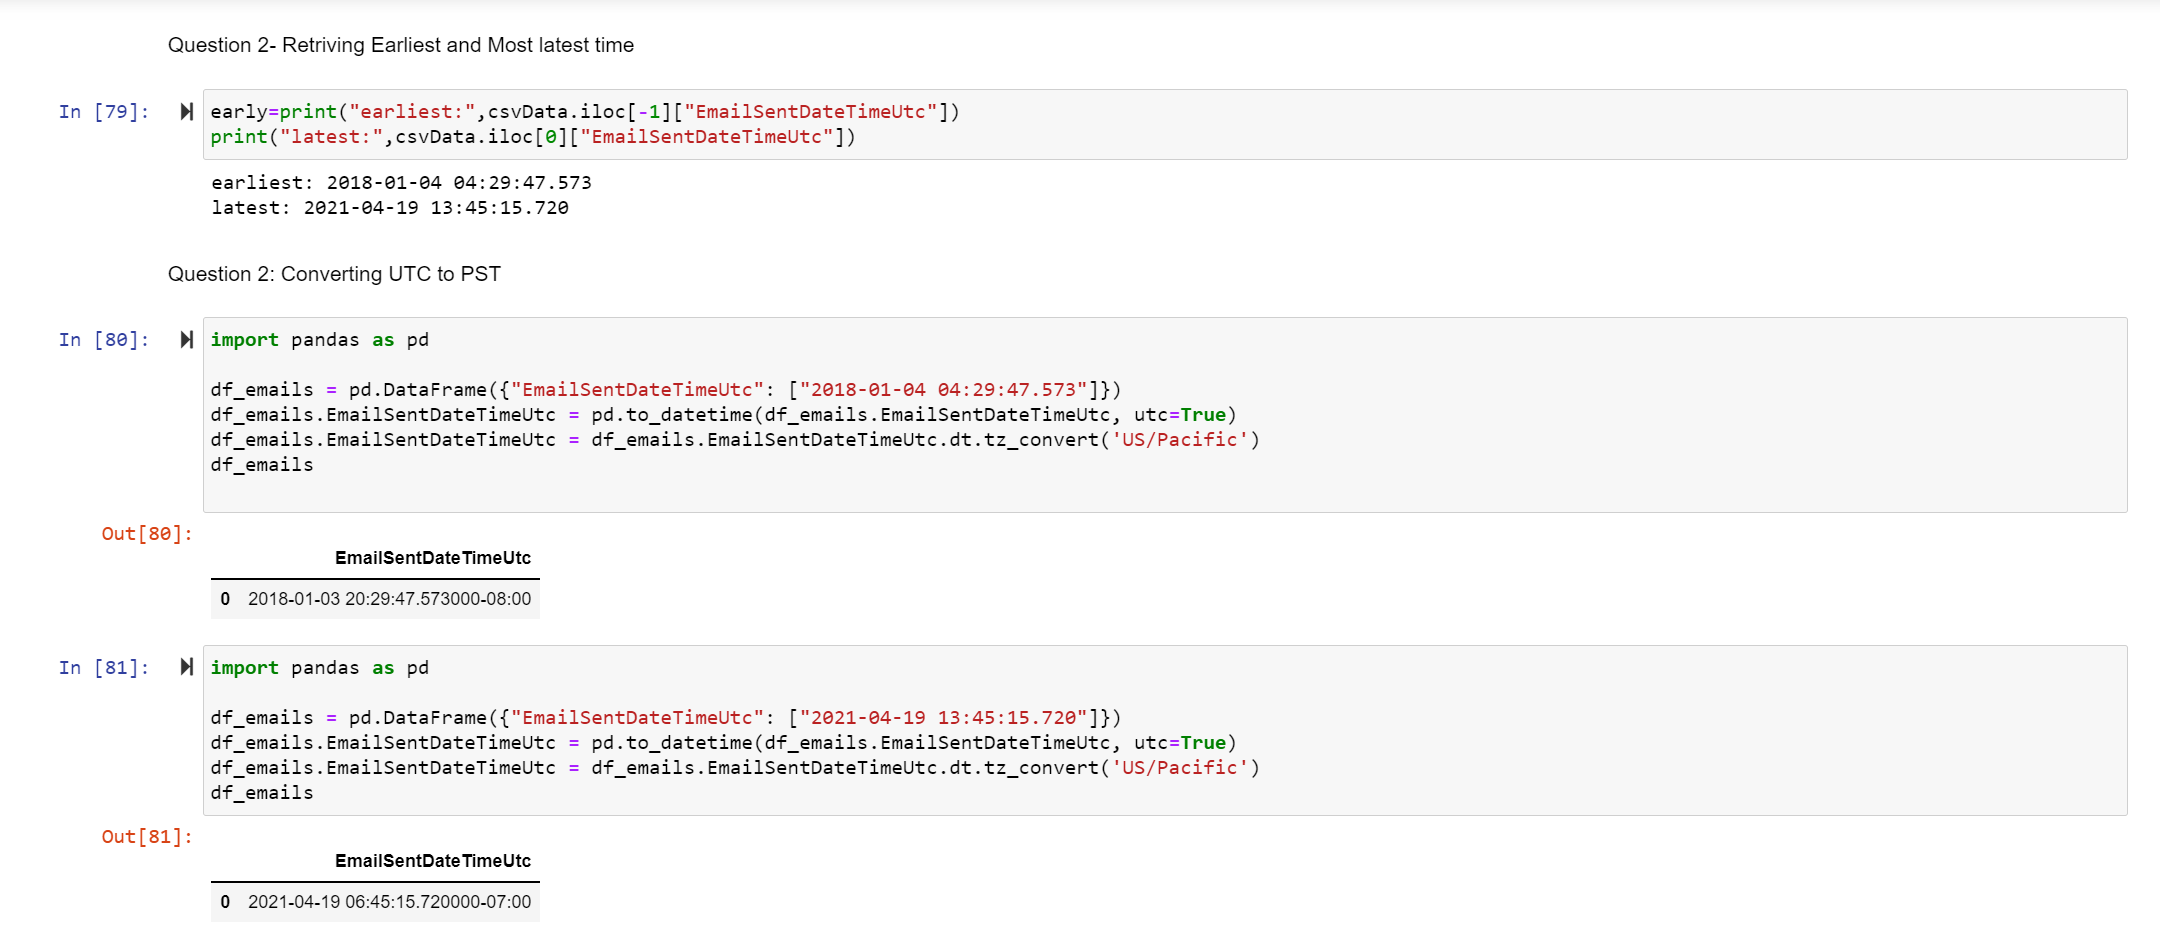 Question 2- Retriving Earliest and Most latest time
In [79]:
early=print("earliest:",csvData.iloc[-1]["EmailSentDateTimeUtc"])
print("latest:",csvData.iloc[0]["EmailSentDateTimeUtc"])
earliest: 2018-01-04 04:29:47.573
latest: 2021-04-19 13:45:15.720
Question 2: Converting UTC to PST
In [80]:
import pandas as pd
df_emails = pd.DataFrame({"EmailSentDateTimeUtc": ["2018-01-04 04:29:47.573"]})
df_emails.EmailSentDateTimeUtc = pd.to_datetime(df_emails.EmailSentDateTimeUtc, utc=True)
df_emails.EmailSentDateTimeUtc = df_emails.EmailSentDateTimeUtc.dt.tz_convert('US/Pacific')
df_emails
Out[80]:
EmailSentDateTimeUtc
0 2018-01-03 20:29:47.573000-08:00
In [81]:
import pandas as pd
df_emails = pd.DataFrame({"EmailSentDateTimeUtc": ["2021-04-19 13:45:15.720"]})
df_emails.EmailSentDateTimeUtc = pd.to_datetime(df_emails.EmailSentDateTimeUtc, utc=True)
df_emails.EmailSentDateTimeUtc = df_emails.EmailSentDateTimeUtc.dt.tz_convert('US/Pacific')
df_emails
Out[81]:
EmailSentDateTimeUtc
0 2021-04-19 06:45:15.720000-07:00